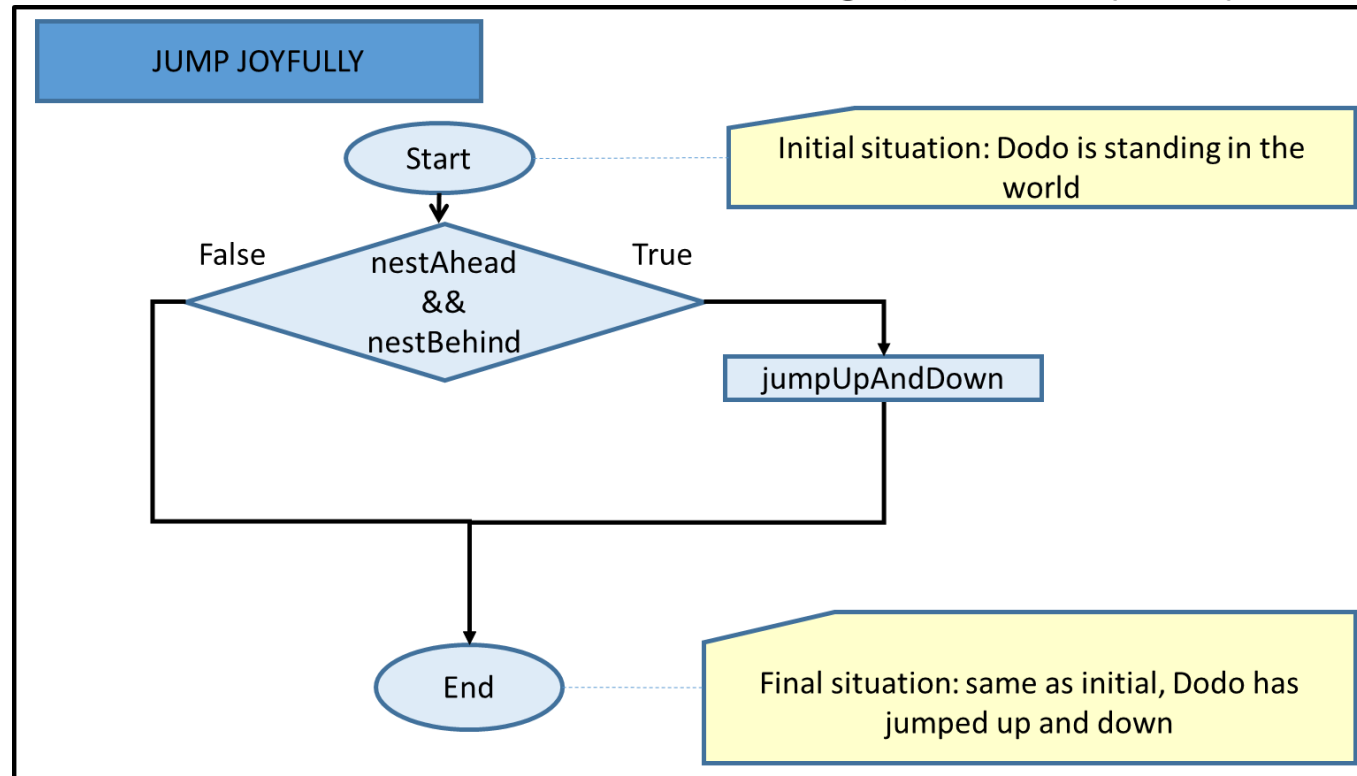 JUMP JOYFULLY
Start
Initial situation: Dodo is standing in the
world
False
True
nestAhead
&&
nestBehind
jumpUpAndDown
End
Final situation: same as initial, Dodo has
jumped up and down